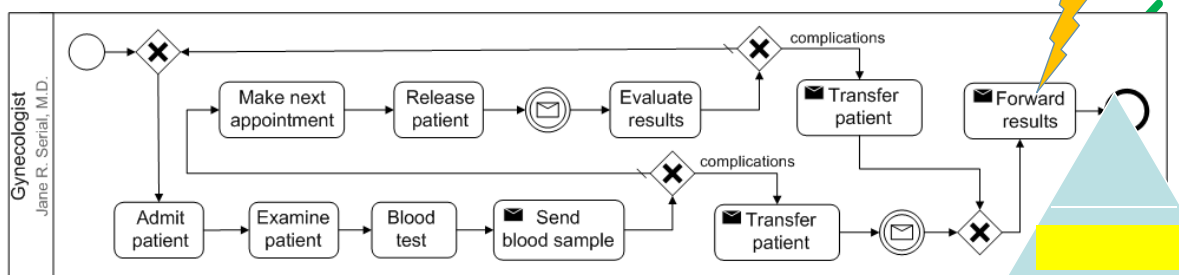 Gynecologist
Jane R. Serial, M.D.
complications
Make next
appointment
Release
patient
Evaluate
results
Transfer
patient
Forward
results
complications
Admit
patient
Examine
patient
Blood
test
Send
blood sample
Transfer
patient